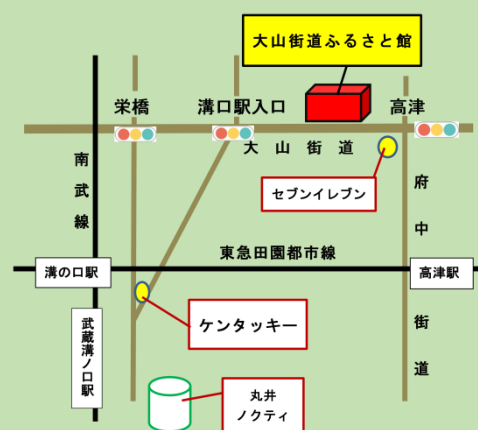 大山街道ふるさと館
栄橋
溝口駅入口
高津
大山街道
南武線
セブンイレブン
府中街道
東急田園都市線
溝の口駅
高津駅
ケンタッキー
武蔵溝ノ口駅
丸井
ノクティ